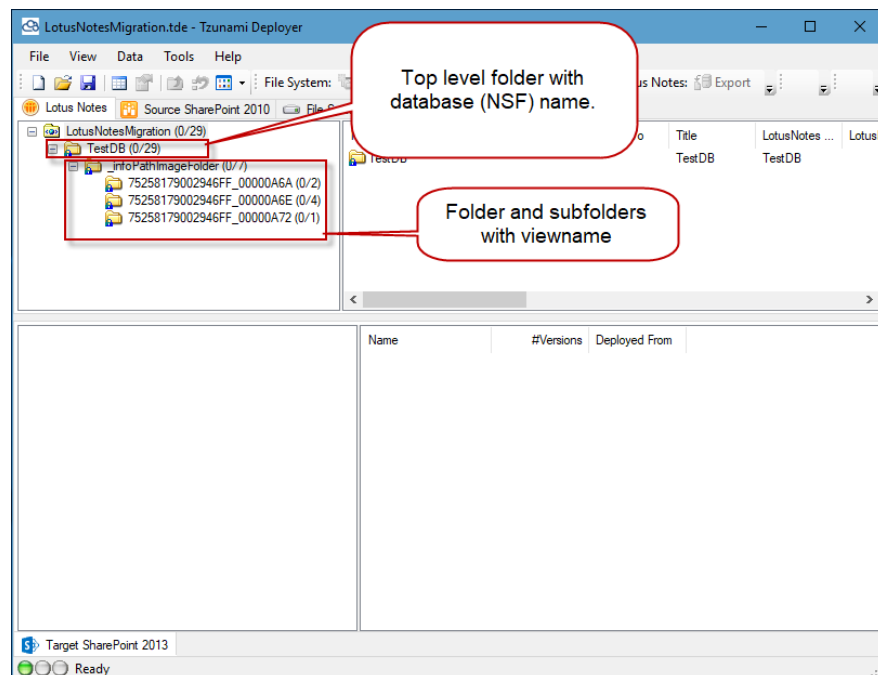 LotusNotesMigration.tde - Tzunami Deployer
File View Data Tools Help
File System:
Notes: Export
Lotus Notes Source SharePoint 2010 File
Top level folder with
database (NSF) name.
LotusNotesMigration (0/29)
TestDB (0/29)
_InfoPathImageFolder (0/7)
75258179002946FF_00000A6A (0/2)
75258179002946FF_00000A6E (0/4)
75258179002946FF_00000A72 (0/1)
Title LotusNotes ... Lotus
TestDB TestDB TestDB
Folder and subfolders
with viewname
Name #Versions Deployed From
Target SharePoint 2013
Ready